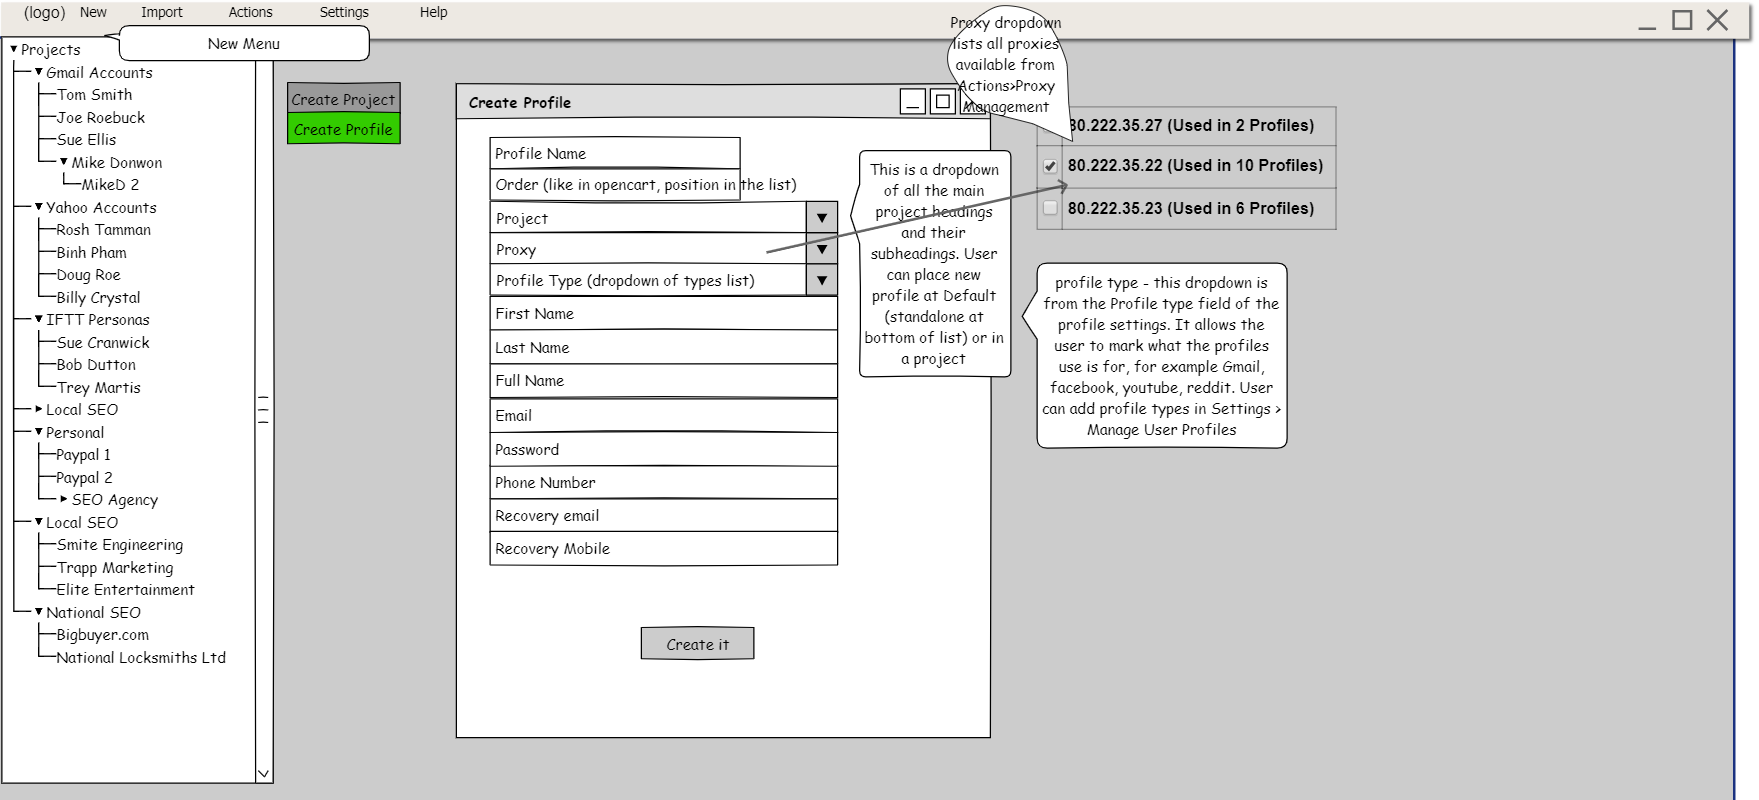 (logo) New Import Actions Settings Help
New Menu
Projects
Gmail Accounts
Tom Smith
Joe Roebuck
Sue Ellis
Mike Donwon
MikeD 2
Yahoo Accounts
Rosh Tamman
Binh Pham
Doug Roe
Billy Crystal
IFTT Personas
Sue Cranwick
Bob Dutton
Trey Martis
Local SEO
Personal
Paypal 1
Paypal 2
SEO Agency
Local SEO
Smite Engineering
Trapp Marketing
Elite Entertainment
National SEO
Bigbuyer.com
National Locksmiths Ltd
Create Project
Create Profile
Create Profile
Profile Name
Order (like in opencart, position in the list)
Project
Proxy
Profile Type (dropdown of types list)
First Name
Last Name
Full Name
Email
Password
Phone Number
Recovery email
Recovery Mobile
Create it
This is a dropdown
of all the main
project headings
and their
subheadings. User
can place new
profile at Default
(standalone at
bottom of list) or in
a project
Proxy dropdown
lists all proxies
available from
Actions>Proxy
Management
80.222.35.27 (Used in 2 Profiles)
80.222.35.22 (Used in 10 Profiles)
80.222.35.23 (Used in 6 Profiles)
profile type - this dropdown is
from the Profile type field of the
profile settings. It allows the
user to mark what the profiles
use is for, for example Gmail,
facebook, youtube, reddit. User
can add profile types in Settings >
Manage User Profiles